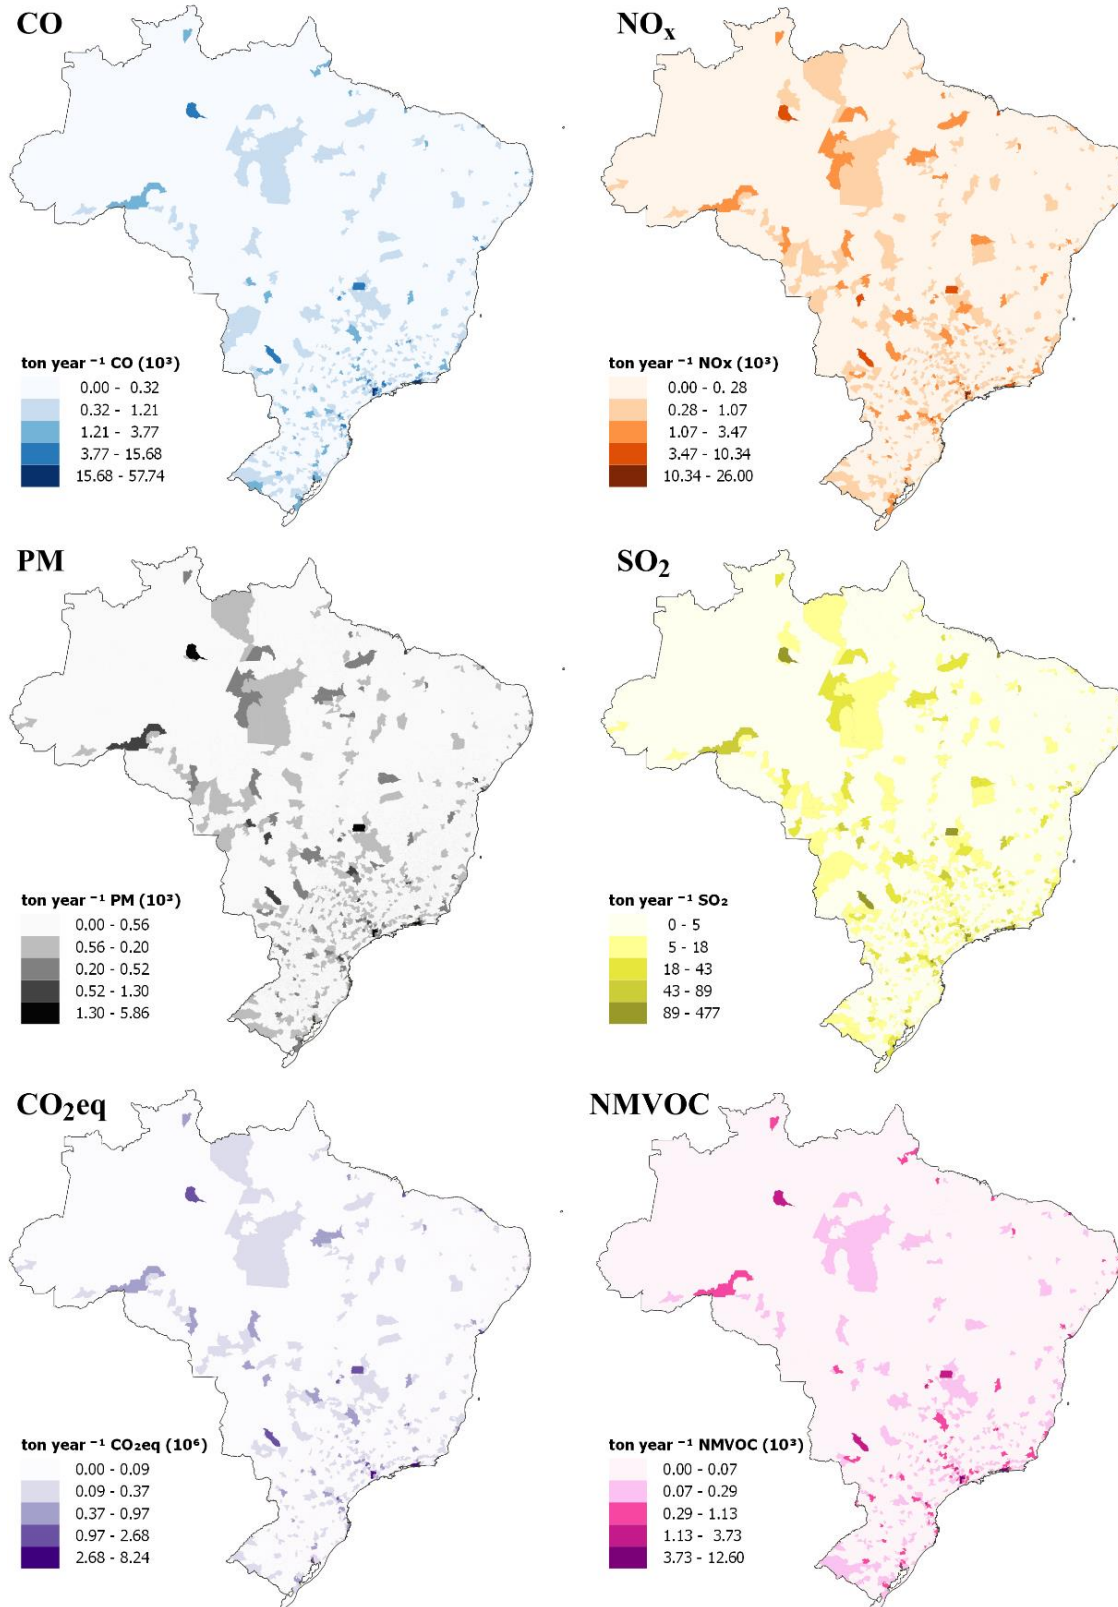 CO
NOₓ
ton year ⁻¹ CO (10³)
0.00 - 0.32
0.32 - 1.21
1.21 - 3.77
3.77 - 15.68
15.68 - 57.74
ton year ⁻¹ NOx (10³)
0.00 - 0.28
0.28 - 1.07
1.07 - 3.47
3.47 - 10.34
10.34 - 26.00
PM
SO₂
ton year ⁻¹ PM (10³)
0.00 - 0.56
0.56 - 0.20
0.20 - 0.52
0.52 - 1.30
1.30 - 5.86
ton year ⁻¹ SO₂
0 - 5
5 - 18
18 - 43
43 - 89
89 - 477
CO₂eq
NMVOC
ton year ⁻¹ CO₂eq (10⁶)
0.00 - 0.09
0.09 - 0.37
0.37 - 0.97
0.97 - 2.68
2.68 - 8.24
ton year ⁻¹ NMVOC (10³)
0.00 - 0.07
0.07 - 0.29
0.29 - 1.13
1.13 - 3.73
3.73 - 12.60